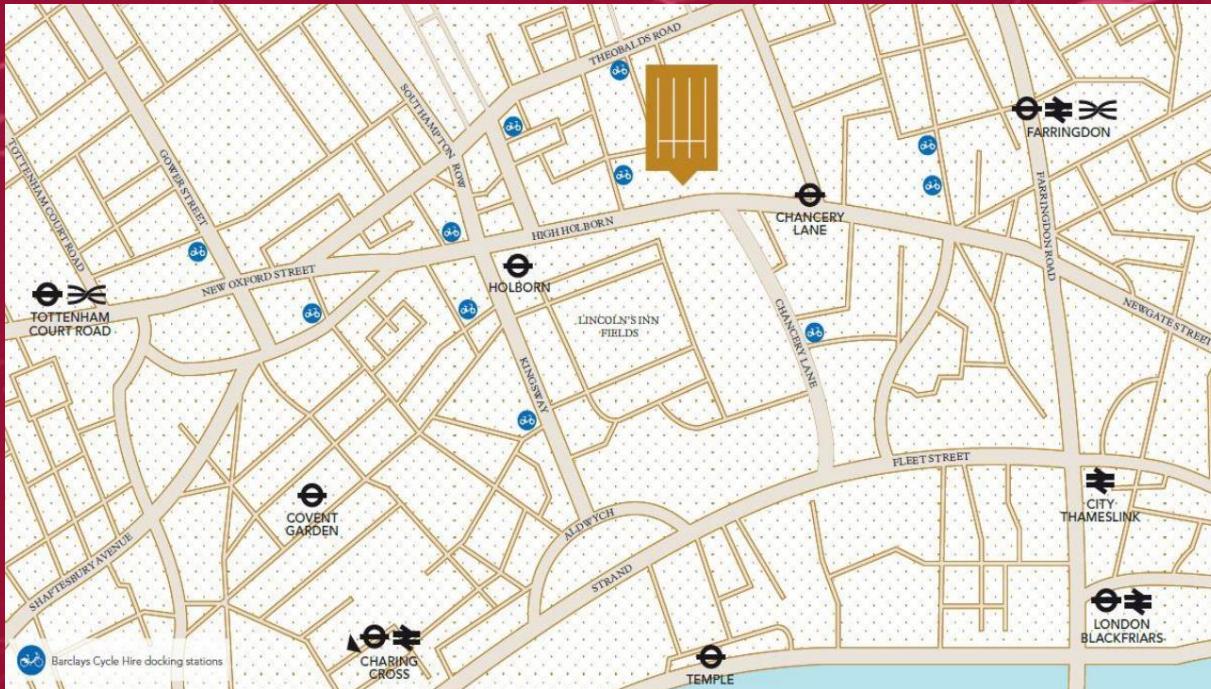 THEOBALDS ROAD
SOUTHAMPTON ROW
TOTTENHAM COURT ROAD
GOWER STREET
FARRINGDON
FARRINGDON ROAD
CHANCERY
LANE
HIGH HOLBORN
NEW OXFORD STREET
HOLBORN
TOTTENHAM
COURT ROAD
LINCOLN'S INN
FIELDS
CHANCERY LANE
NEWGATE STREET
KINGSWAY
FLEET STREET
CITY
THAMESLINK
COVENT
GARDEN
ALDWYCH
SHAFTESBURY AVENUE
STRAND
LONDON
BLACKFRIARS
CHARING
CROSS
TEMPLE
Barclays Cycle Hire docking stations